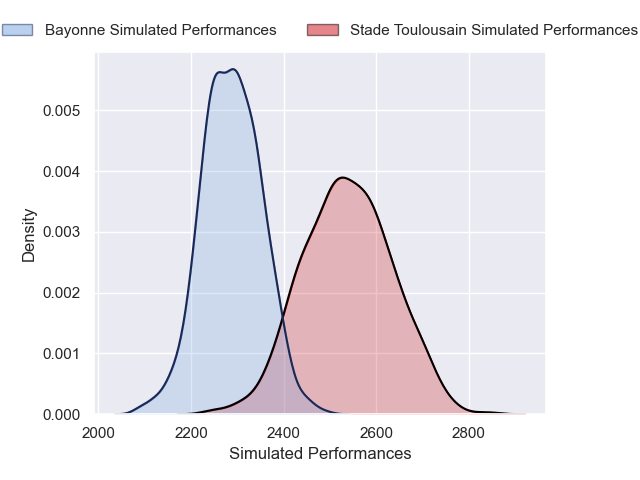 Bayonne Simulated Performances
Stade Toulousain Simulated Performances
0.005
0.004
0.003
0.002
0.001
0.000
Density
2000
2200
2400
2600
2800
Simulated Performances